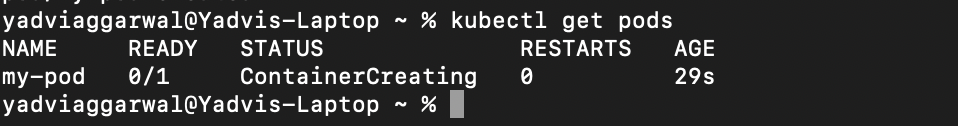 yadviaggarwal@Yadvis-Laptop ~ % kubectl get pods
NAME READY STATUS RESTARTS AGE
my-pod 0/1 ContainerCreating 0 29s
yadviaggarwal@Yadvis-Laptop ~ %